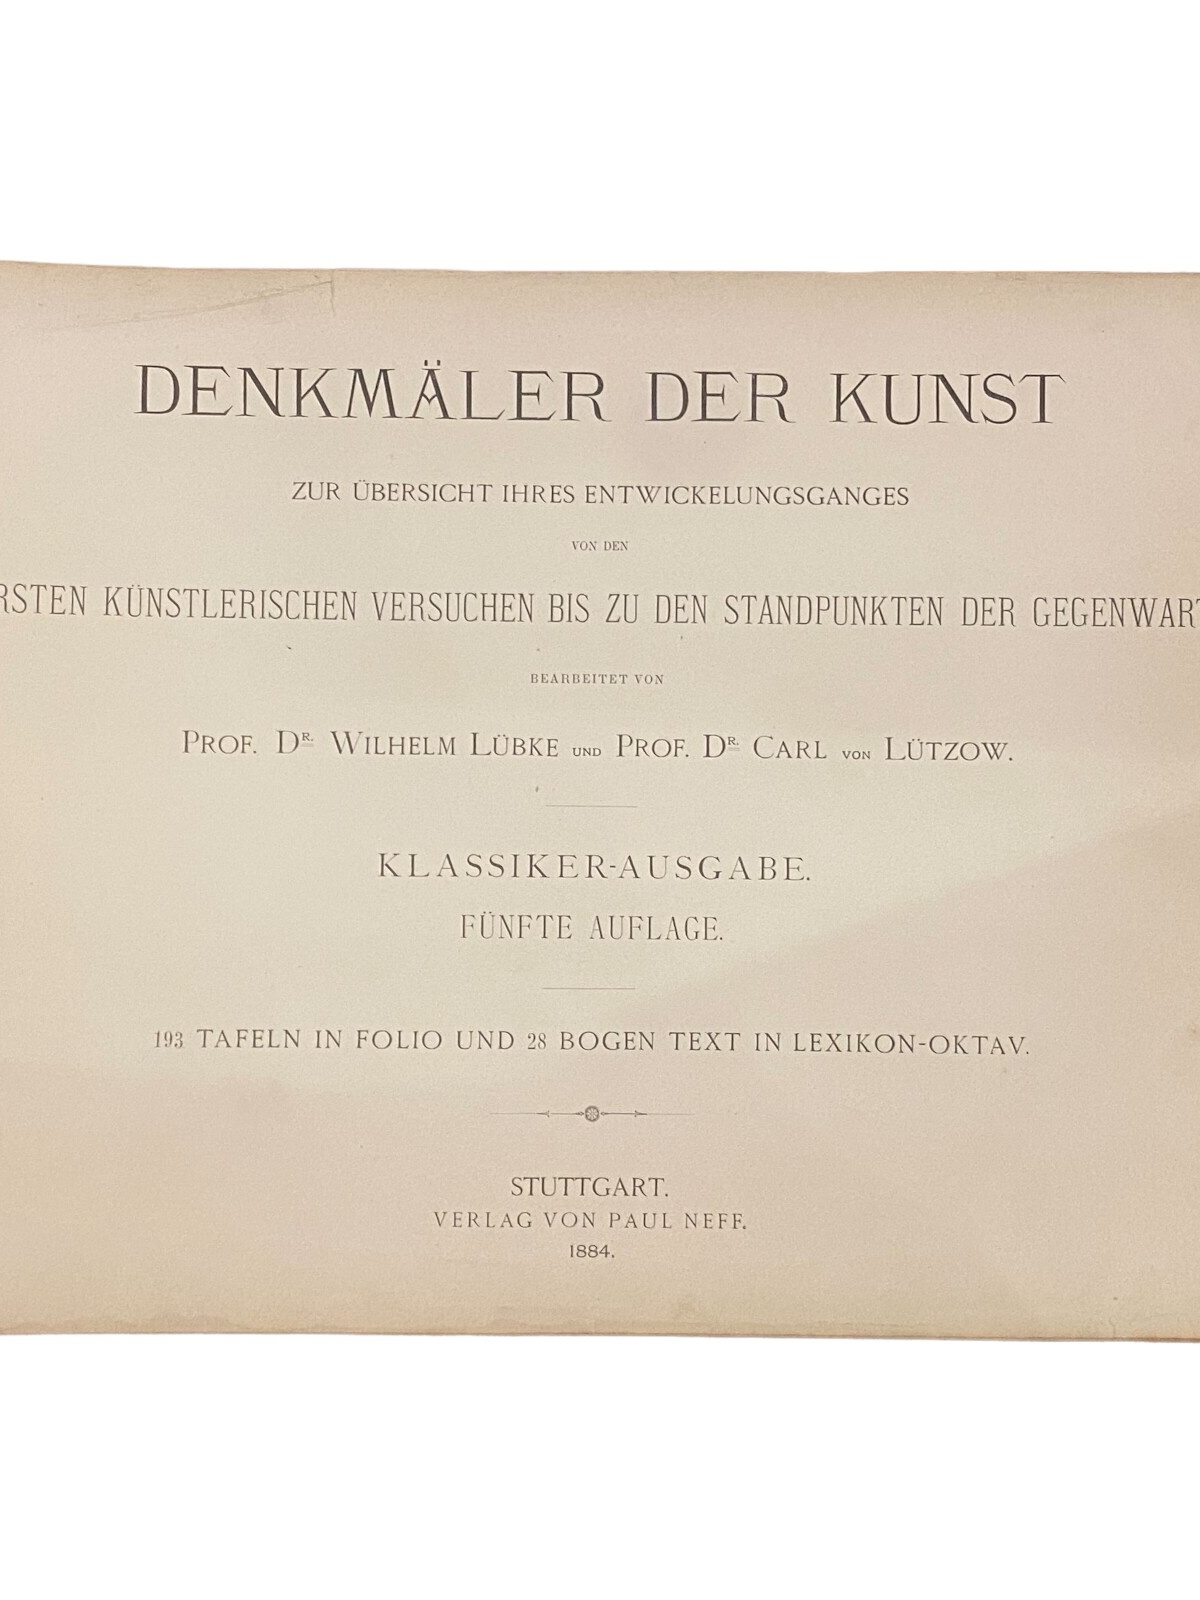 DENKMÄLER DER KUNST
ZUR ÜBERSICHT IHRES ENTWICKELUNGSGANGES
VON DEN
RSTEN KÜNSTLERISCHEN VERSUCHEN BIS ZU DEN STANDPUNKTEN DER GEGENWART
BEARBEITET VON
PROF. DR. WILHELM LÜBKE UND PROF. DR. CARL VON LÜTZOW.
KLASSIKER-AUSGABE.
FÜNFTE AUFLAGE.
193 TAFELN IN FOLIO UND 28 BOGEN TEXT IN LEXIKON-OKTAV.
STUTTGART.
VERLAG VON PAUL NEFF.
1884.